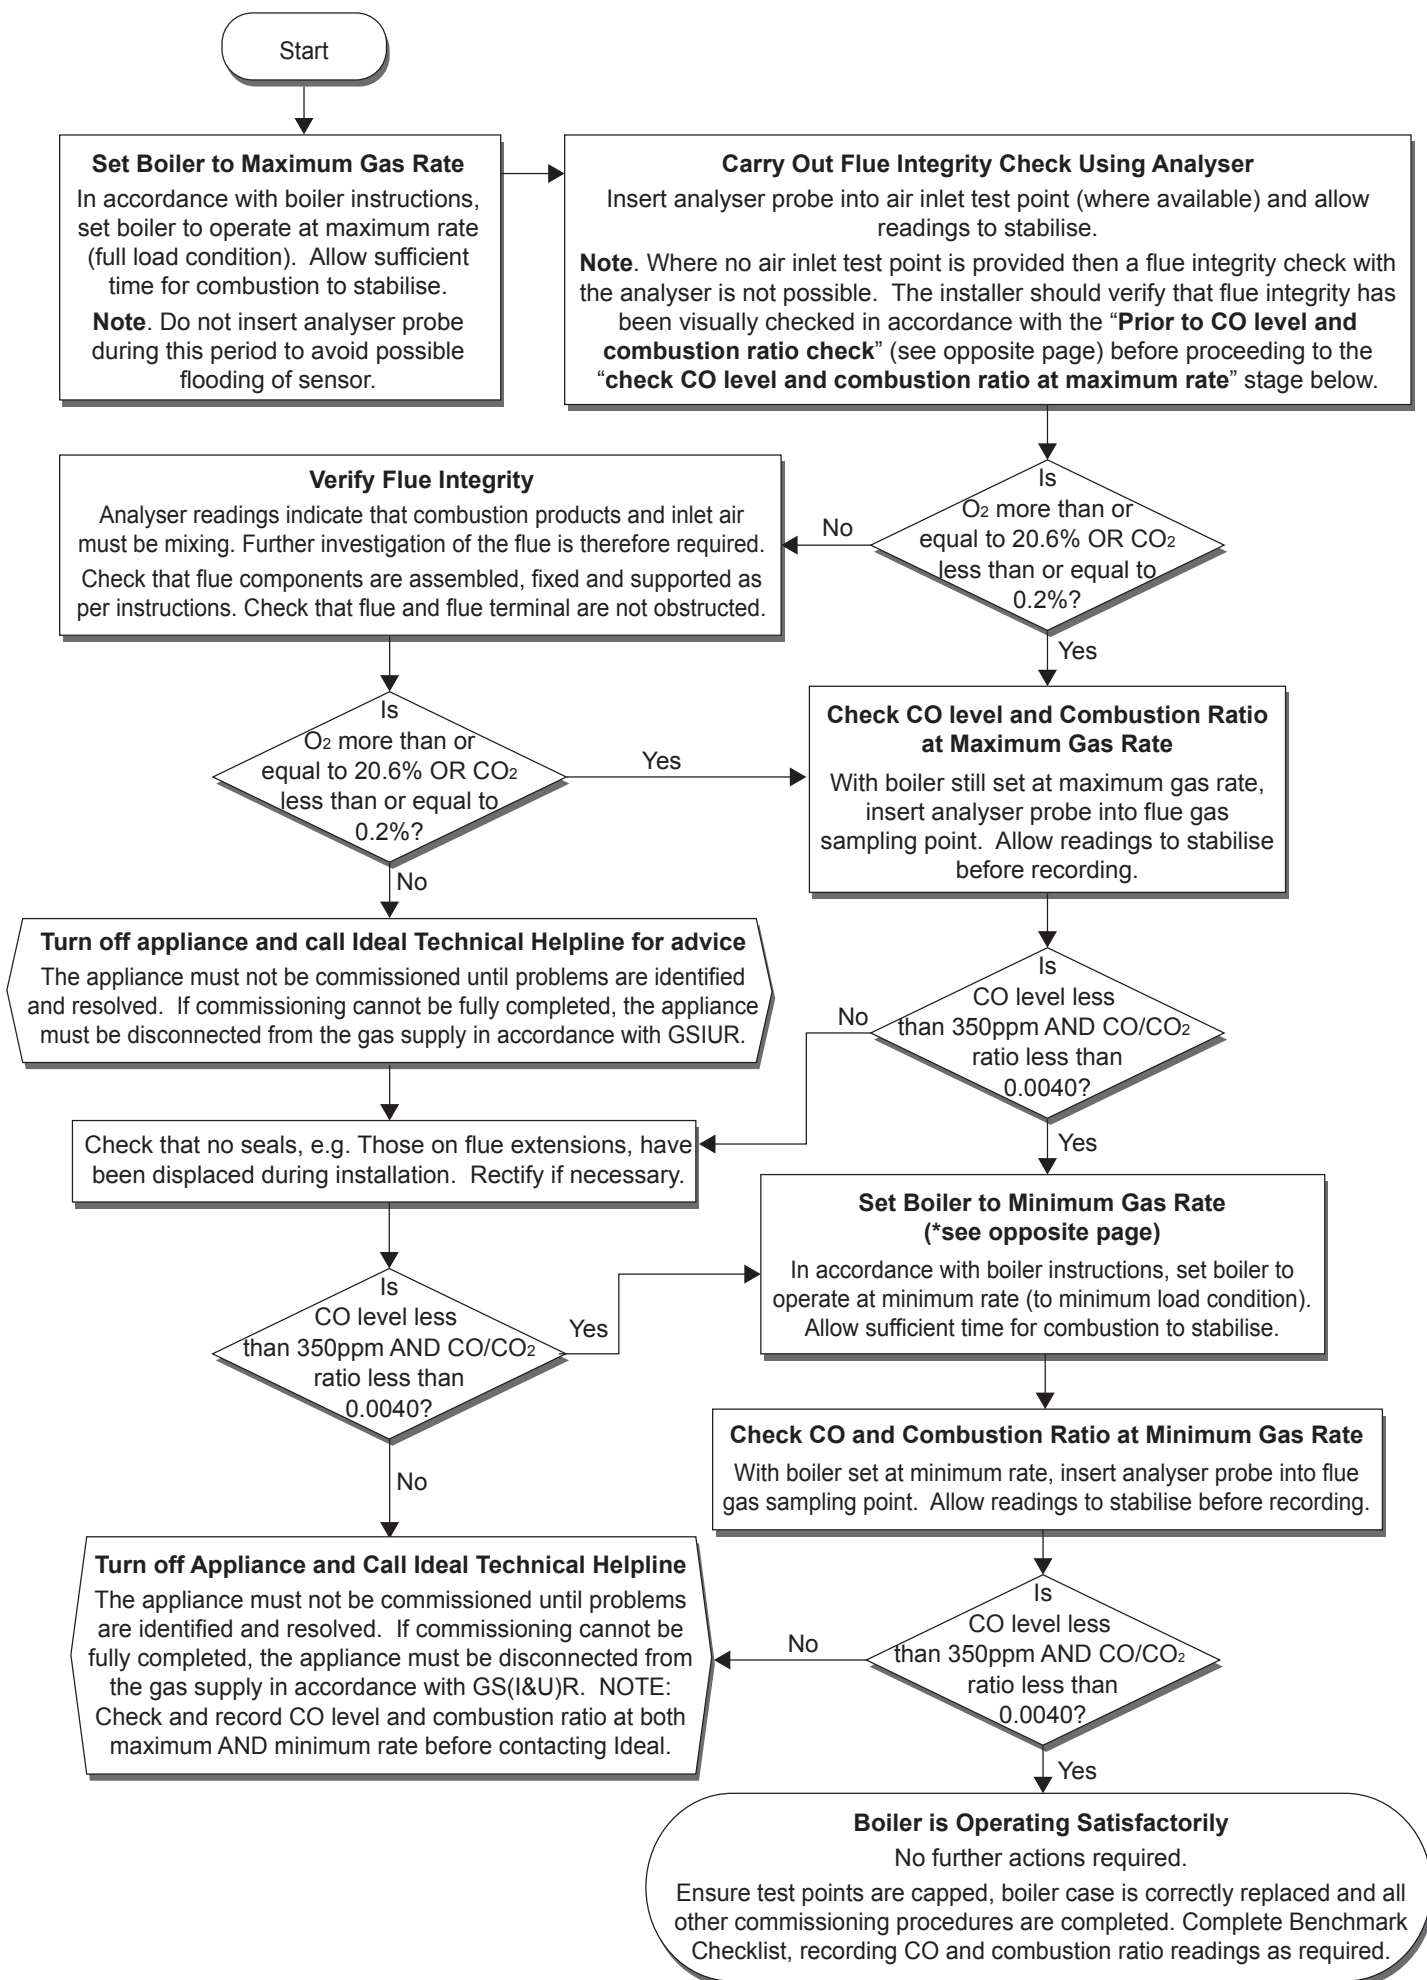 Start
Set Boiler to Maximum Gas Rate
In accordance with boiler instructions,
set boiler to operate at maximum rate
(full load condition).  Allow sufficient
time for combustion to stabilise.
Note. Do not insert analyser probe
during this period to avoid possible
flooding of sensor.
Carry Out Flue Integrity Check Using Analyser
Insert analyser probe into air inlet test point (where available) and allow
readings to stabilise.
Note. Where no air inlet test point is provided then a flue integrity check with
the analyser is not possible.  The installer should verify that flue integrity has
been visually checked in accordance with the “Prior to CO level and
combustion ratio check” (see opposite page) before proceeding to the
“check CO level and combustion ratio at maximum rate” stage below.
Is
O2 more than or
equal to 20.6% OR CO2
less than or equal to
0.2%?
No
Yes
Verify Flue Integrity
Analyser readings indicate that combustion products and inlet air
must be mixing. Further investigation of the flue is therefore required.
Check that flue components are assembled, fixed and supported as
per instructions. Check that flue and flue terminal are not obstructed.
Is
O2 more than or
equal to 20.6% OR CO2
less than or equal to
0.2%?
Yes
No
Check CO level and Combustion Ratio
at Maximum Gas Rate
With boiler still set at maximum gas rate,
insert analyser probe into flue gas
sampling point.  Allow readings to stabilise
before recording.
Turn off appliance and call Ideal Technical Helpline for advice
The appliance must not be commissioned until problems are identified
and resolved.  If commissioning cannot be fully completed, the appliance
must be disconnected from the gas supply in accordance with GSIUR.
Is
CO level less
than 350ppm AND CO/CO2
ratio less than
0.0040?
No
Yes
Check that no seals, e.g. Those on flue extensions, have
been displaced during installation.  Rectify if necessary.
Set Boiler to Minimum Gas Rate
(*see opposite page)
In accordance with boiler instructions, set boiler to
operate at minimum rate (to minimum load condition).
Allow sufficient time for combustion to stabilise.
Is
CO level less
than 350ppm AND CO/CO2
ratio less than
0.0040?
Yes
No
Check CO and Combustion Ratio at Minimum Gas Rate
With boiler set at minimum rate, insert analyser probe into flue
gas sampling point.  Allow readings to stabilise before recording.
Turn off Appliance and Call Ideal Technical Helpline
The appliance must not be commissioned until problems
are identified and resolved.  If commissioning cannot be
fully completed, the appliance must be disconnected from
the gas supply in accordance with GS(I&U)R.  NOTE:
Check and record CO level and combustion ratio at both
maximum AND minimum rate before contacting Ideal.
Is
CO level less
than 350ppm AND CO/CO2
ratio less than
0.0040?
No
Yes
Boiler is Operating Satisfactorily
No further actions required.
Ensure test points are capped, boiler case is correctly replaced and all
other commissioning procedures are completed. Complete Benchmark
Checklist, recording CO and combustion ratio readings as required.